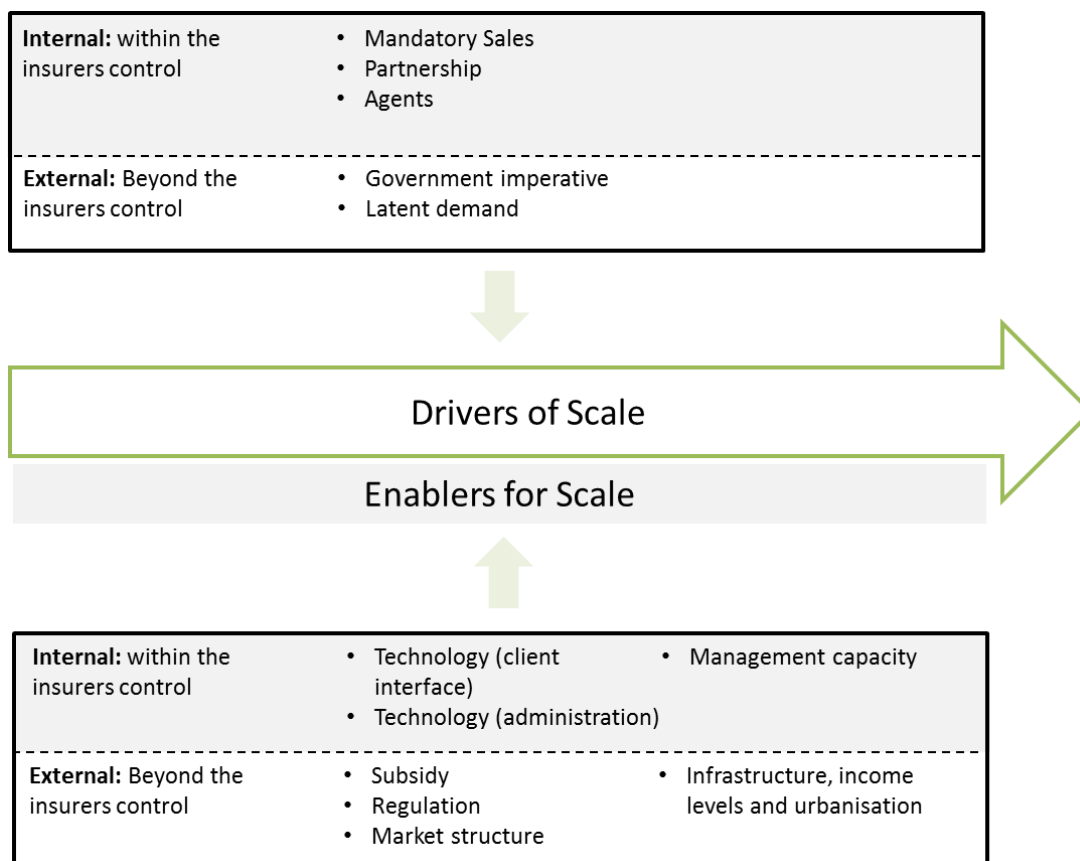 Internal: within the
insurers control
• Mandatory Sales
• Partnership
• Agents
External: Beyond the
insurers control
• Government imperative
• Latent demand
Drivers of Scale
Enablers for Scale
Internal: within the
insurers control
• Technology (client
interface)
• Technology (administration)
• Management capacity
External: Beyond the
insurers control
• Subsidy
• Regulation
• Market structure
• Infrastructure, income
levels and urbanisation